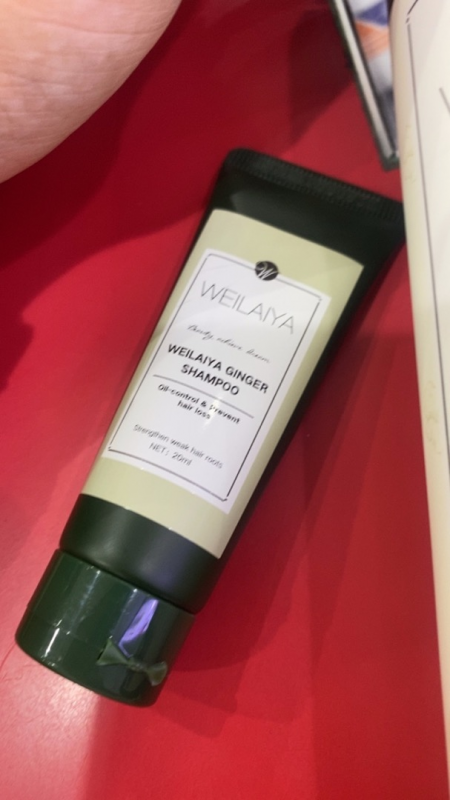 W
WEILAIYA
WEILAIYA GINGER
SHAMPOO
Oil-control & Prevent
hair loss
Strengthen weak hair roots
NET: 20ml